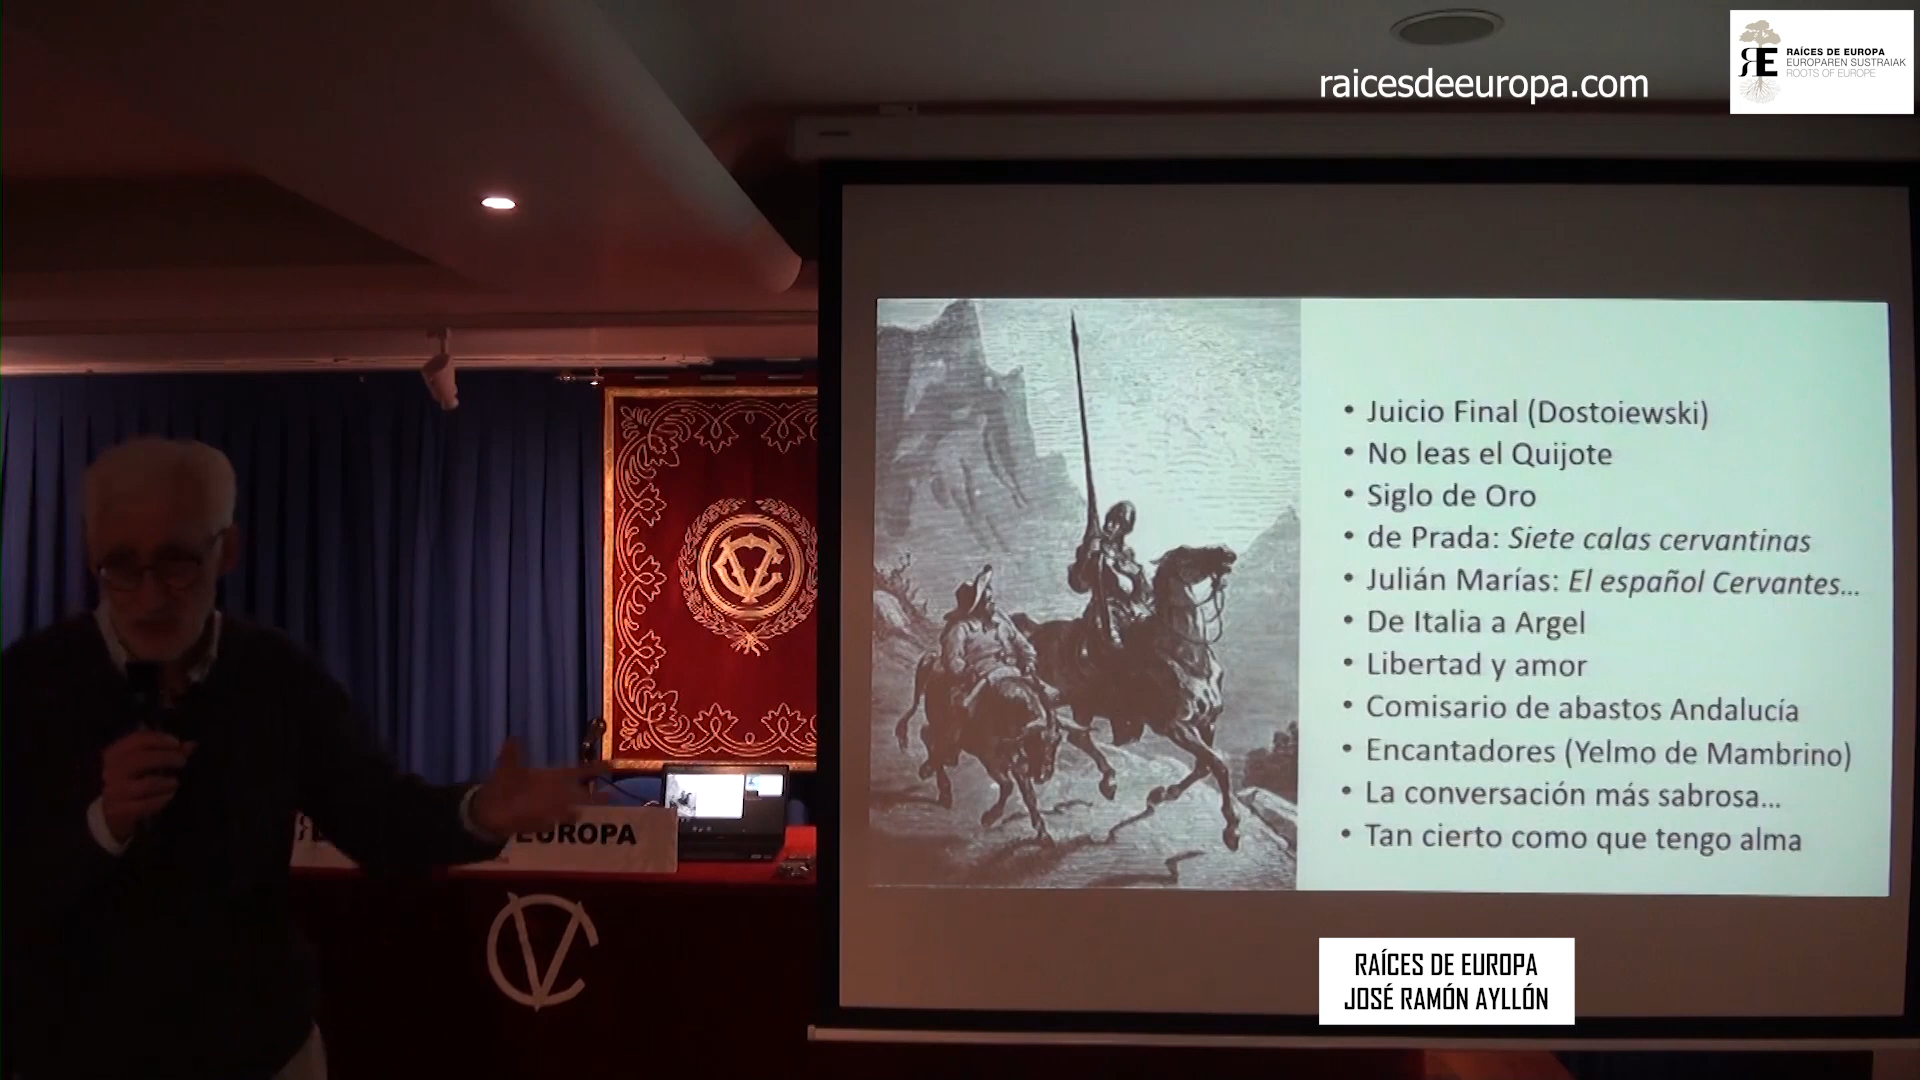 raicesdeeuropa.com
RE
RAÍCES DE EUROPA
EUROPAREN SUSTRAIAK
ROOTS OF EUROPE
• Juicio Final (Dostoiewski)
• No leas el Quijote
• Siglo de Oro
• de Prada: Siete calas cervantinas
• Julián Marías: El español Cervantes...
• De Italia a Argel
• Libertad y amor
• Comisario de abastos Andalucía
• Encantadores (Yelmo de Mambrino)
• La conversación más sabrosa...
• Tan cierto como que tengo alma
EUROPA
CV
RAÍCES DE EUROPA
JOSÉ RAMÓN AYLLÓN